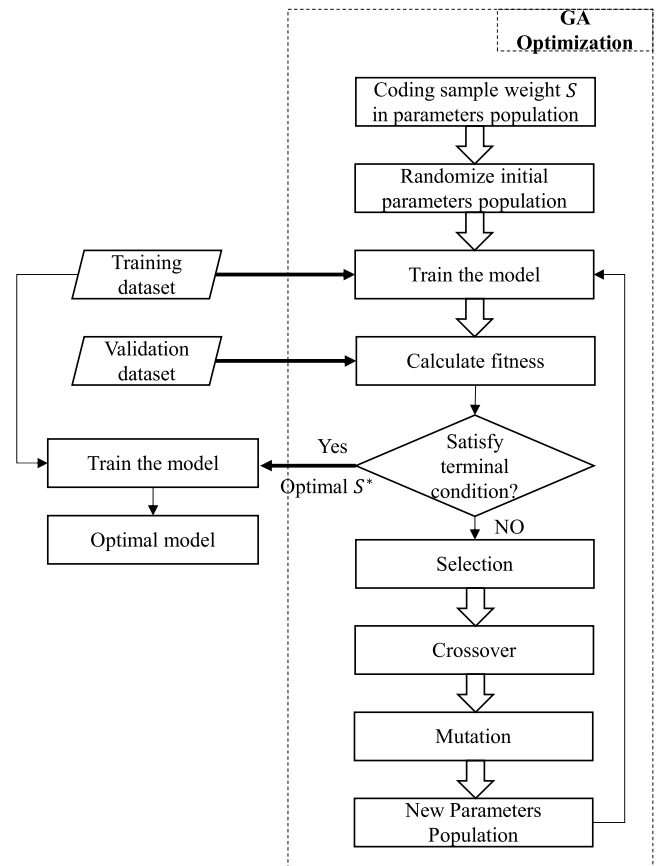 GA
Optimization
Coding sample weight S
in parameters population
Randomize initial
parameters population
Training
dataset
Train the model
Validation
dataset
Calculate fitness
Yes
Satisfy
terminal
condition?
Train the model
Optimal S*
NO
Optimal model
Selection
Crossover
Mutation
New Parameters
Population